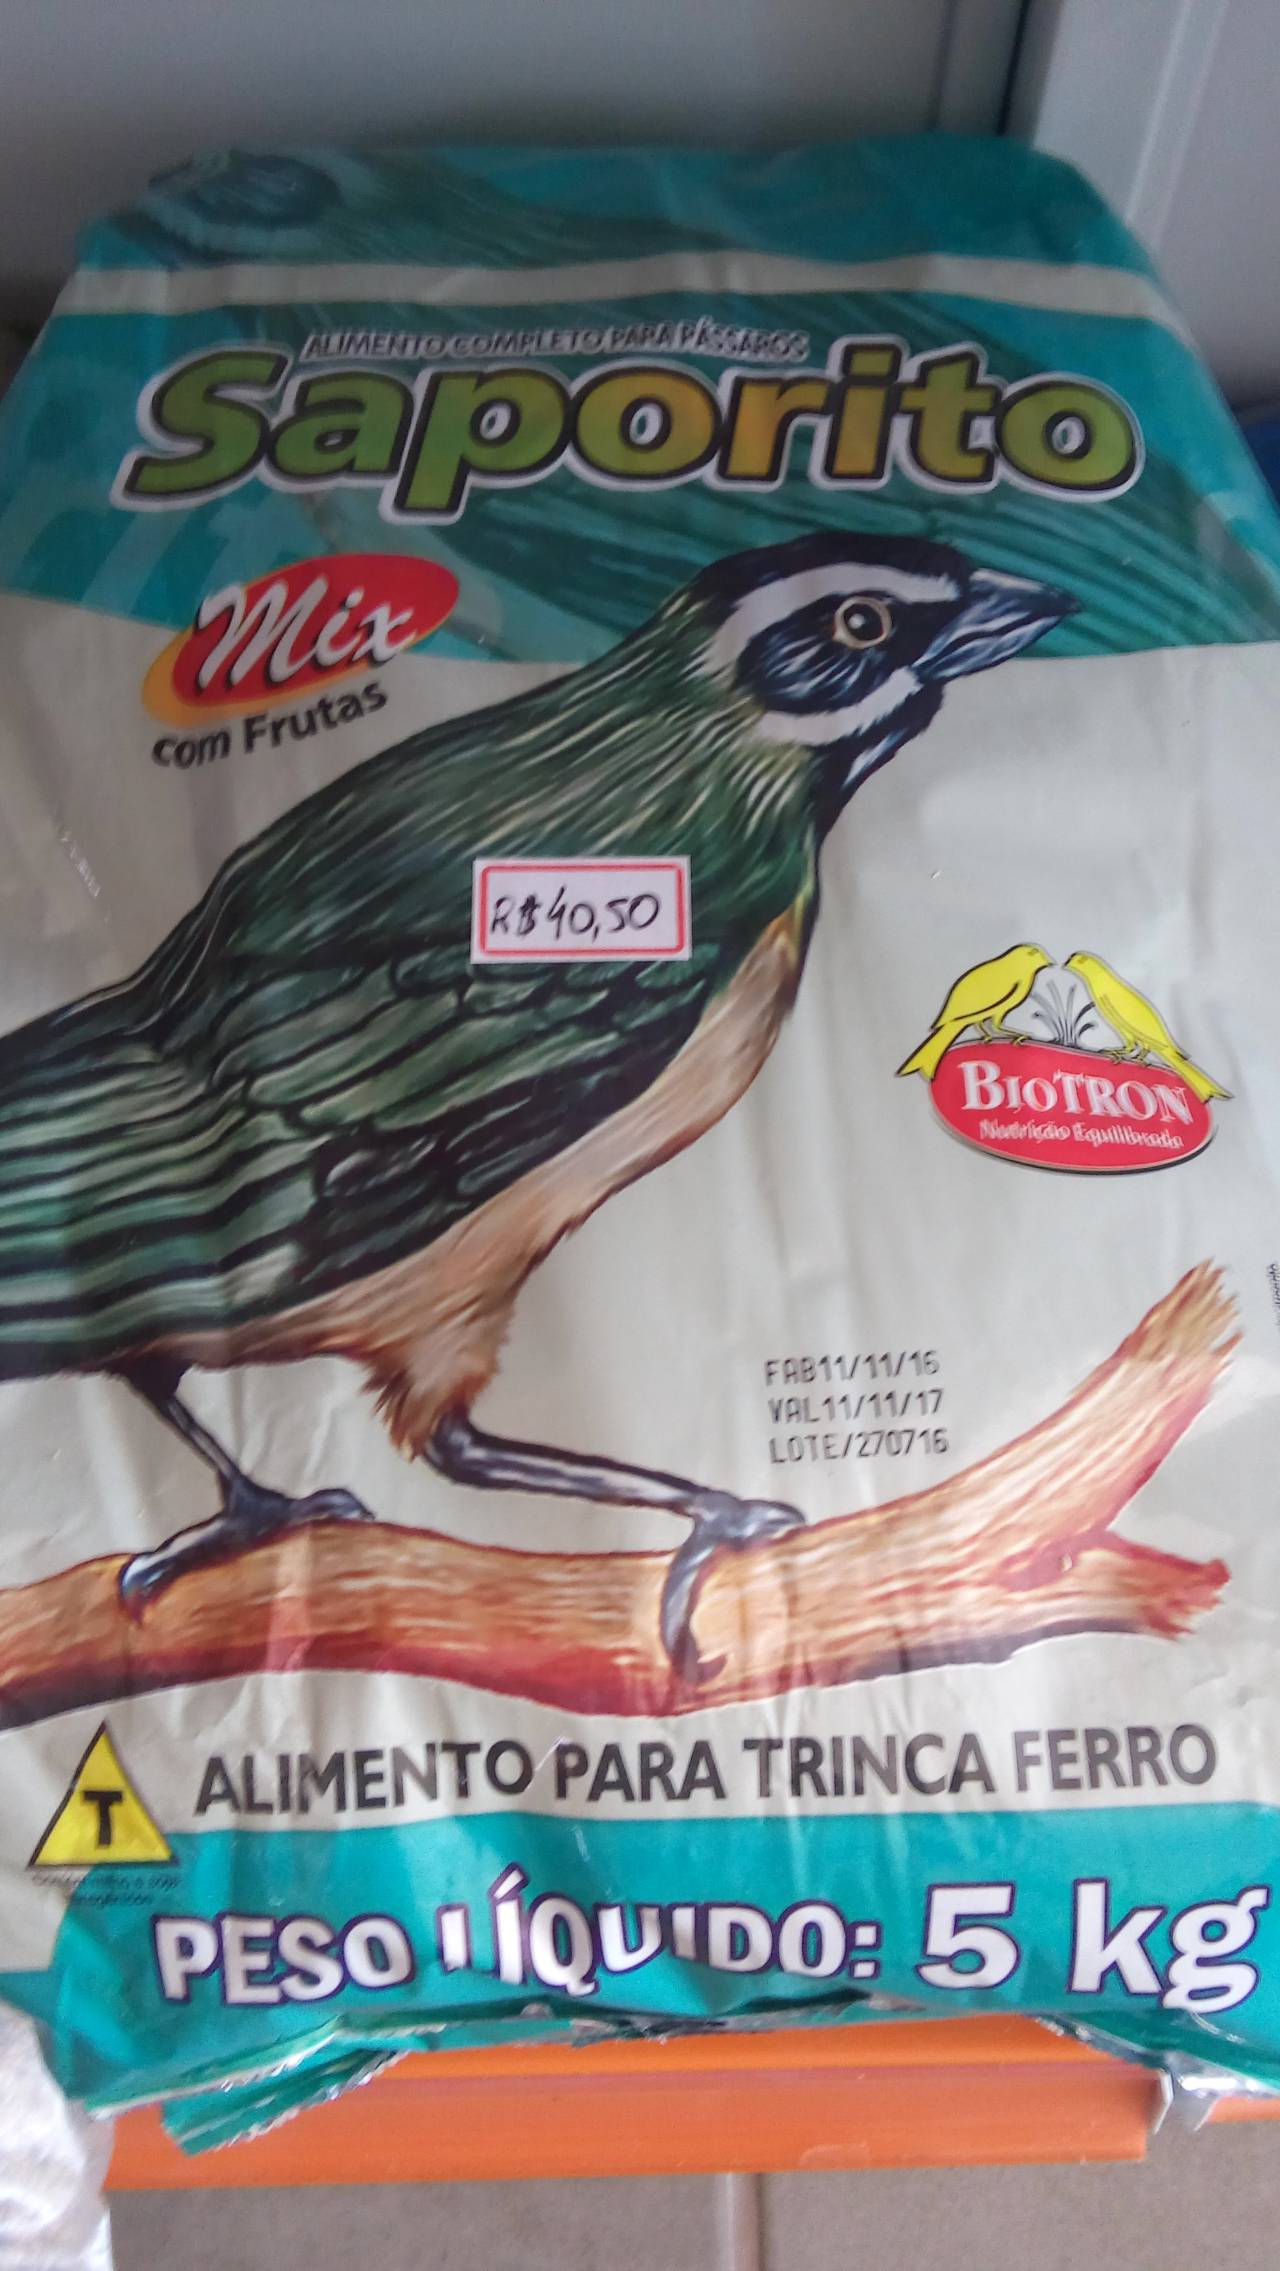 ALIMENTO COMPLETO PARA PÁSSAROS
Saporito
Mix
com Frutas
R$40,50
BIOTRON
Nutrição Equilibrada
FAB11/11/16
VAL11/11/17
LOTE/270716
ALIMENTO PARA TRINCA FERRO
T
PESO LÍQUIDO: 5 kg